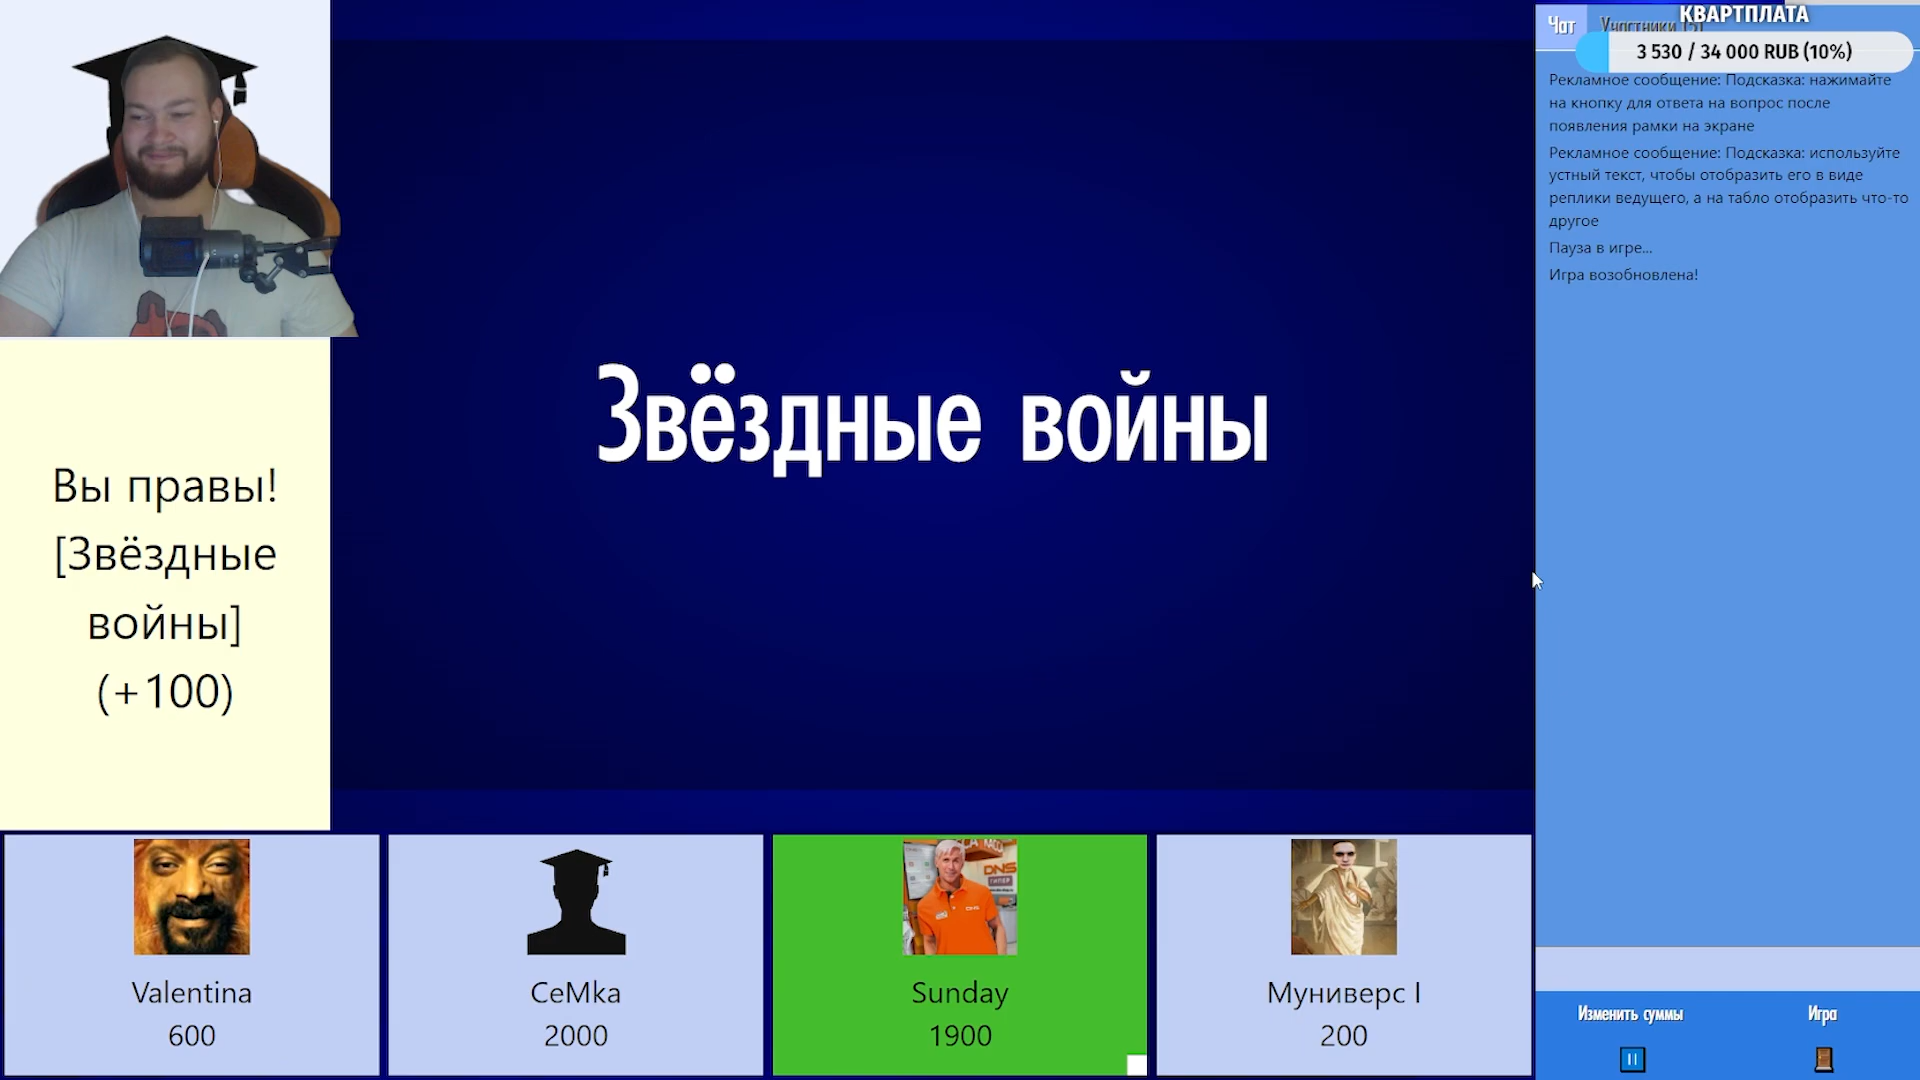 КВАРТПЛАТА
Чат
Участники
3 530 / 34 000 RUB (10%)
Рекламное сообщение: Подсказка: нажимайте
на кнопку для ответа на вопрос после
появления рамки на экране
Рекламное сообщение: Подсказка: используйте
устный текст, чтобы отобразить его в виде
реплики ведущего, а на табло отобразить что-то
другое
Пауза в игре...
Игра возобновлена!
Звёздные войны
Вы правы!
[Звёздные
войны]
(+100)
DNS
ГИПЕР
Valentina
600
CeMka
2000
Sunday
1900
Муниверс I
200
Изменить суммы
Игра